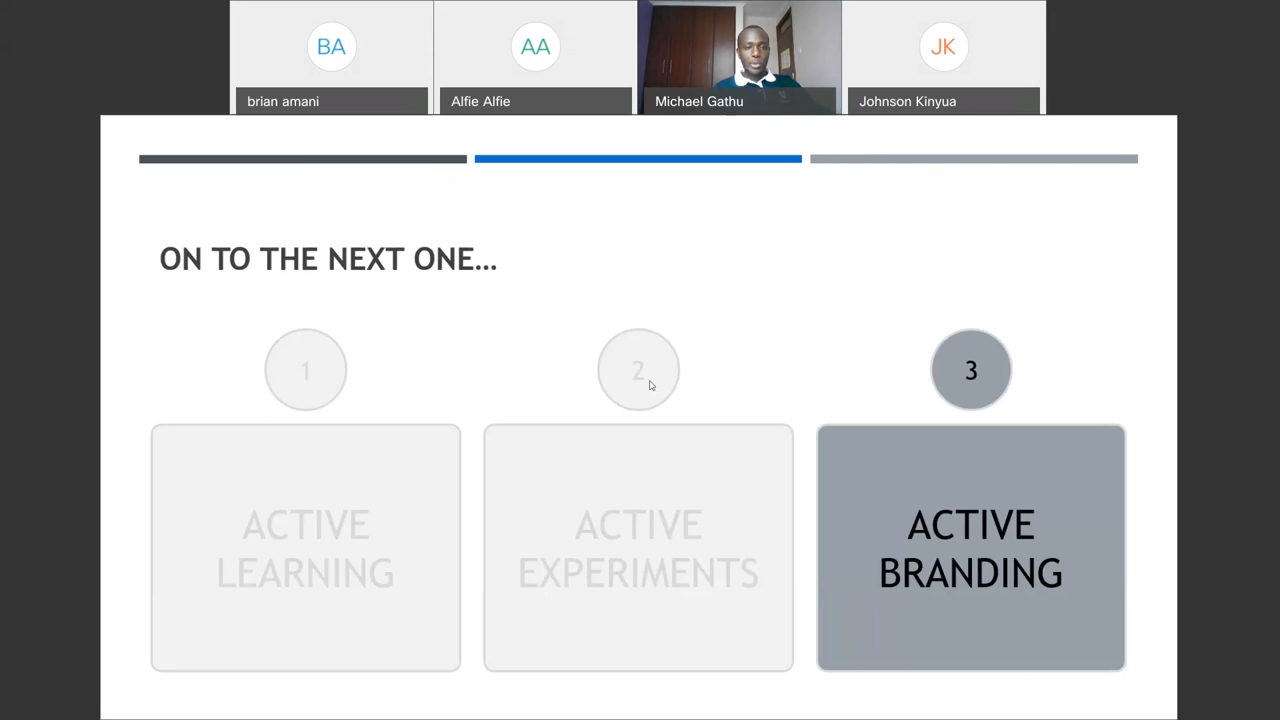 BA
AA
JK
brian amani
Alfie Alfie
Michael Gathu
Johnson Kinyua
ON TO THE NEXT ONE...
1
2
3
ACTIVE
LEARNING
ACTIVE
EXPERIMENTS
ACTIVE
BRANDING